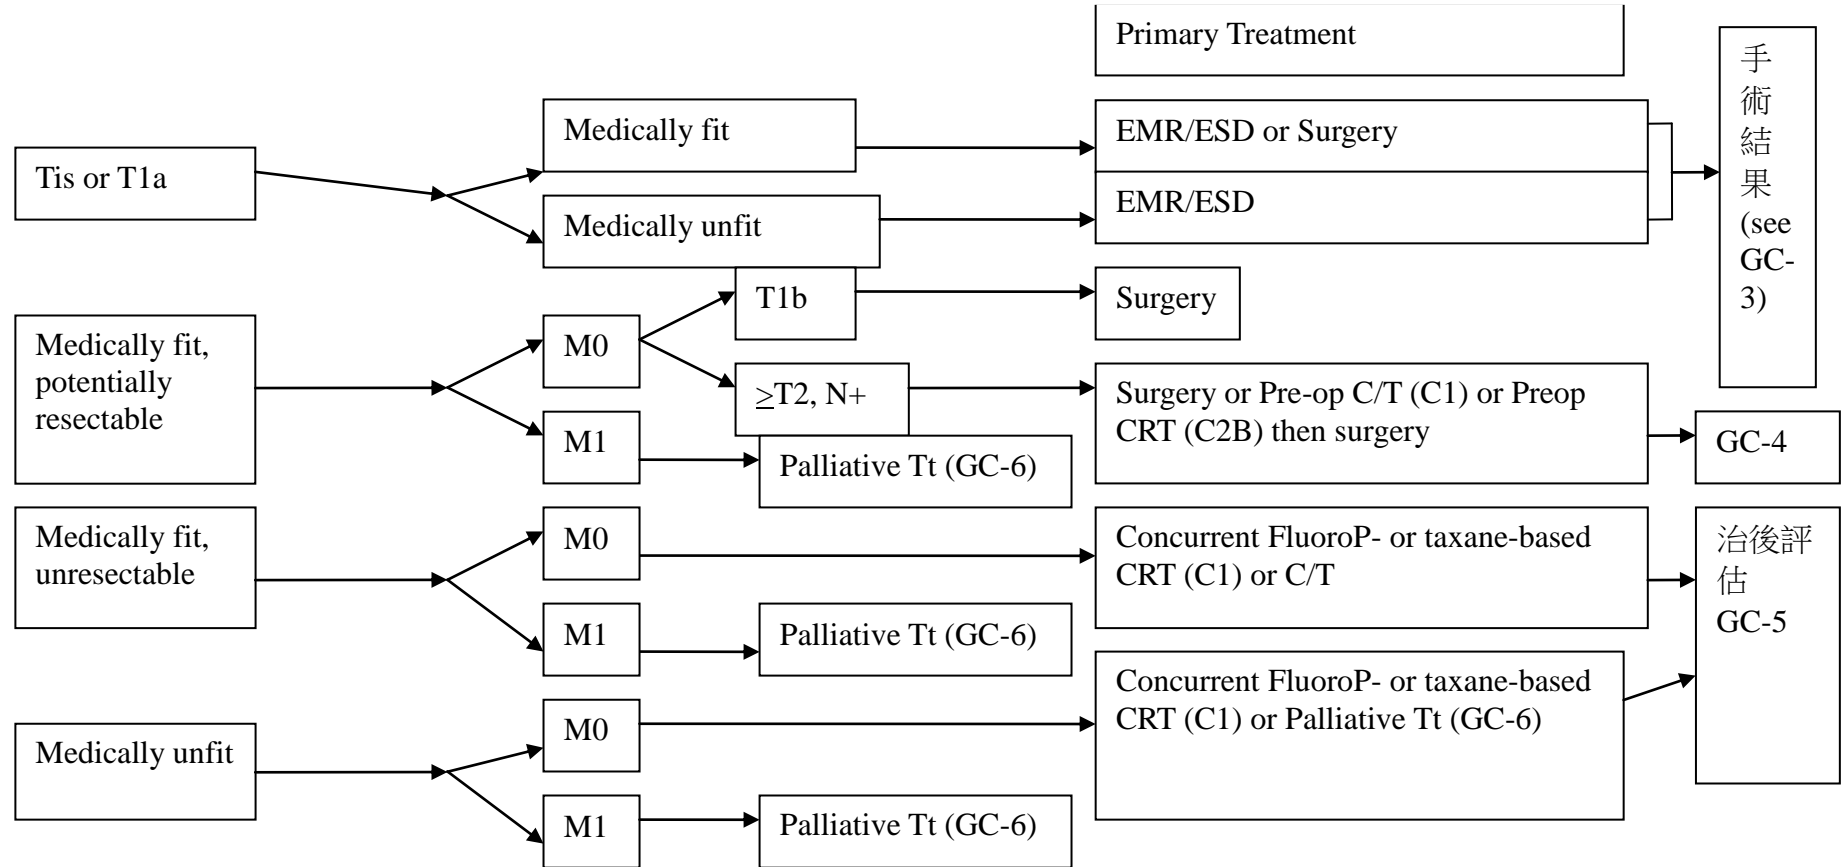 Primary Treatment
Tis or T1a
Medically fit
EMR/ESD or Surgery
Medically unfit
EMR/ESD
手
術
結
果
(see
GC-
3)
Medically fit,
potentially
resectable
M0
T1b
Surgery
≥T2, N+
Surgery or Pre-op C/T (C1) or Preop
CRT (C2B) then surgery
GC-4
M1
Palliative Tt (GC-6)
Medically fit,
unresectable
M0
Concurrent FluoroP- or taxane-based
CRT (C1) or C/T
治後評
估
GC-5
M1
Palliative Tt (GC-6)
Medically unfit
M0
Concurrent FluoroP- or taxane-based
CRT (C1) or Palliative Tt (GC-6)
M1
Palliative Tt (GC-6)